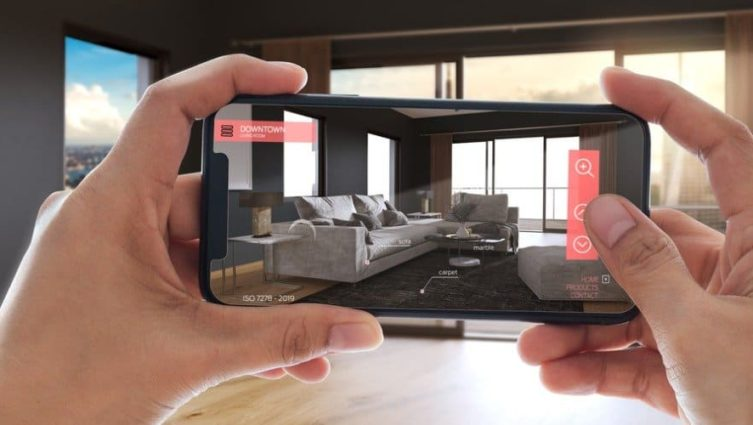 DOWNTOWN
LIVING ROOM
sofa
marble
carpet
HOME
PRODUCTS
CONTACT
ISO 7278 - 2019